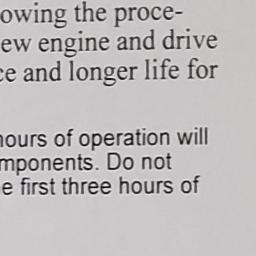 owing the proce-
ew engine and drive
ce and longer life for
hours of operation will
mponents. Do not
e first three hours of